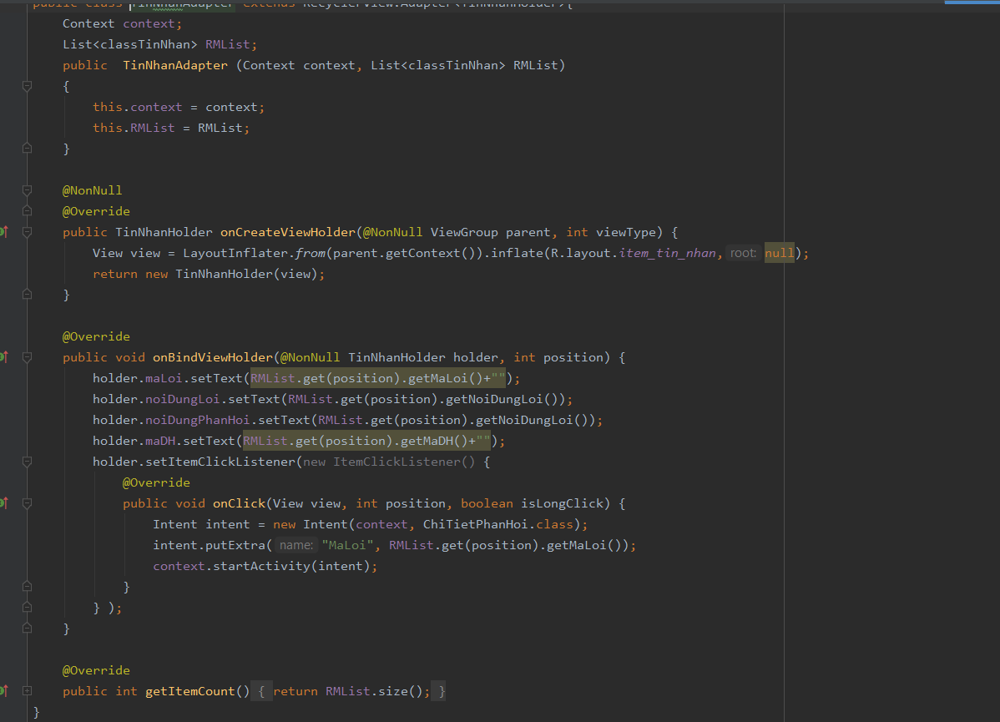 public class TinNhanAdapter extends RecyclerView.Adapter<TinNhanHolder>{
Context context;
List<classTinNhan> RMList;
public  TinNhanAdapter (Context context, List<classTinNhan> RMList)
{
this.context = context;
this.RMList = RMList;
}
@NonNull
@Override
public TinNhanHolder onCreateViewHolder(@NonNull ViewGroup parent, int viewType) {
View view = LayoutInflater.from(parent.getContext()).inflate(R.layout.item_tin_nhan, root: null);
return new TinNhanHolder(view);
}
@Override
public void onBindViewHolder(@NonNull TinNhanHolder holder, int position) {
holder.maLoi.setText(RMList.get(position).getMaLoi()+"");
holder.noiDungLoi.setText(RMList.get(position).getNoiDungLoi());
holder.noiDungPhanHoi.setText(RMList.get(position).getNoiDungLoi());
holder.maDH.setText(RMList.get(position).getMaDH()+"");
holder.setItemClickListener(new ItemClickListener() {
@Override
public void onClick(View view, int position, boolean isLongClick) {
Intent intent = new Intent(context, ChiTietPhanHoi.class);
intent.putExtra( name: "MaLoi", RMList.get(position).getMaLoi());
context.startActivity(intent);
}
} );
}
@Override
public int getItemCount() { return RMList.size(); }
}